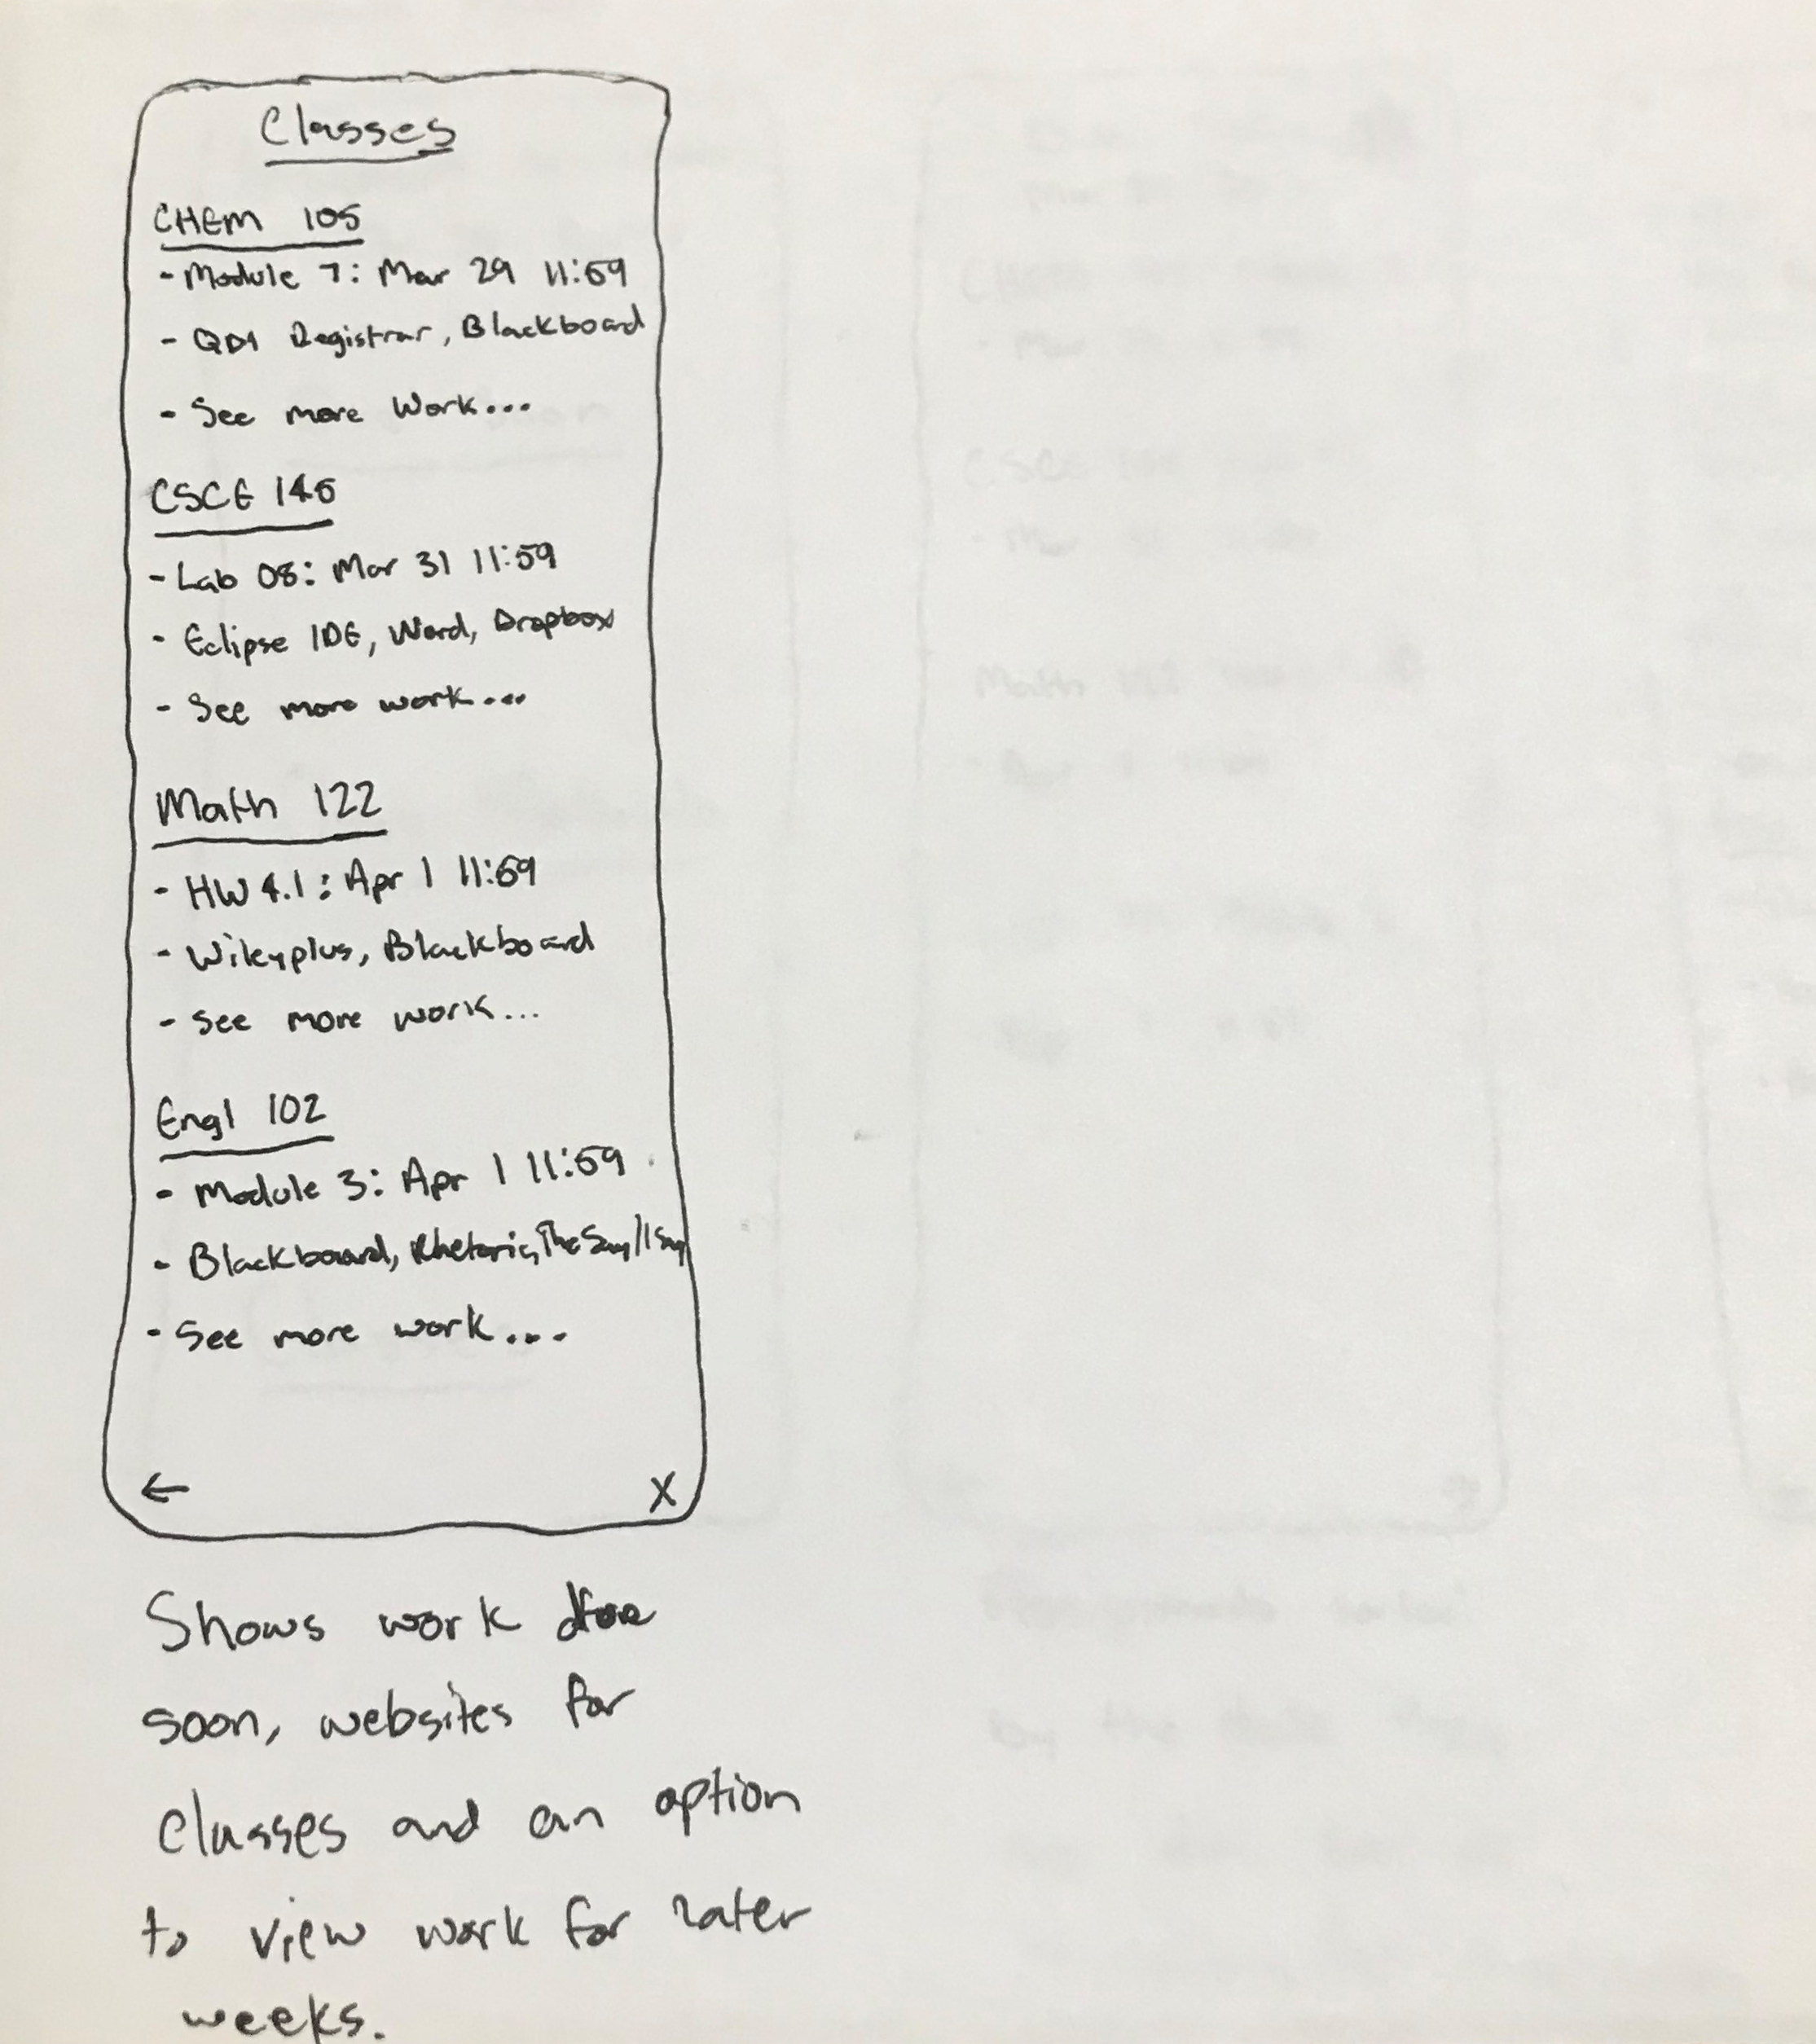 Classes
CHEM 105
- Module 7: Mar 29 11:59
- Registrar, Blackboard
- See more Work...
CSCE 145
- Lab 08: Mar 31 11:59
- Eclipse IDE, Word, Dropbox
- See more work...
Math 122
- HW 4.1: Apr 1 11:59
- Wileyplus, Blackboard
- See more work...
Engl 102
- Module 3: Apr 1 11:59
- Blackboard, Rhetoric, The Say/I Say
- See more work....
← X
Shows work
soon, websites for
classes and an option
to view work for later
weeks.